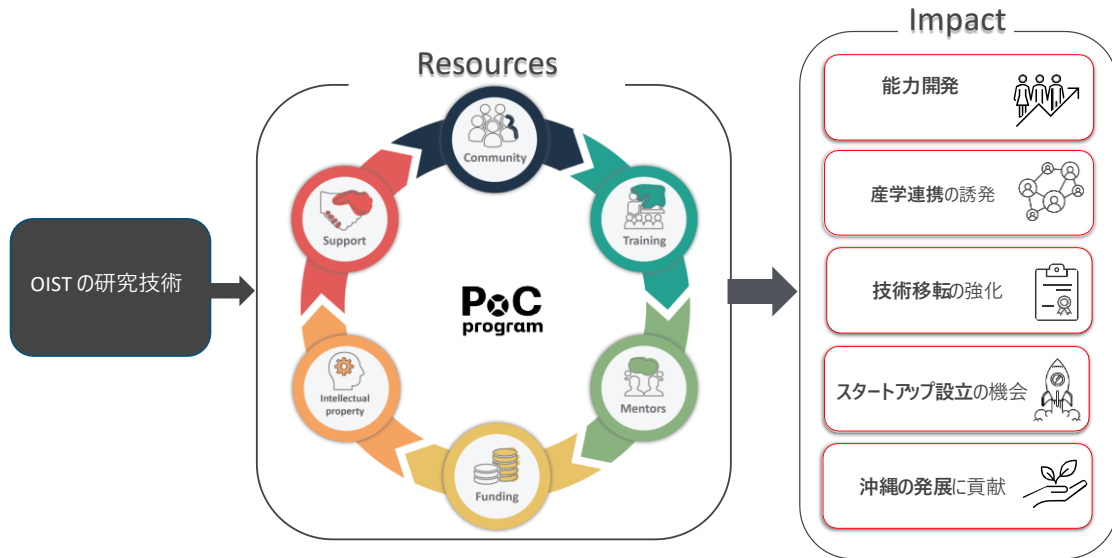 Impact
Resources
OIST の研究技術
Community
Training
Mentors
Funding
Intellectual
property
Support
PoC
program
能力開発
産学連携の誘発
技術移転の強化
スタートアップ設立の機会
沖縄の発展に貢献